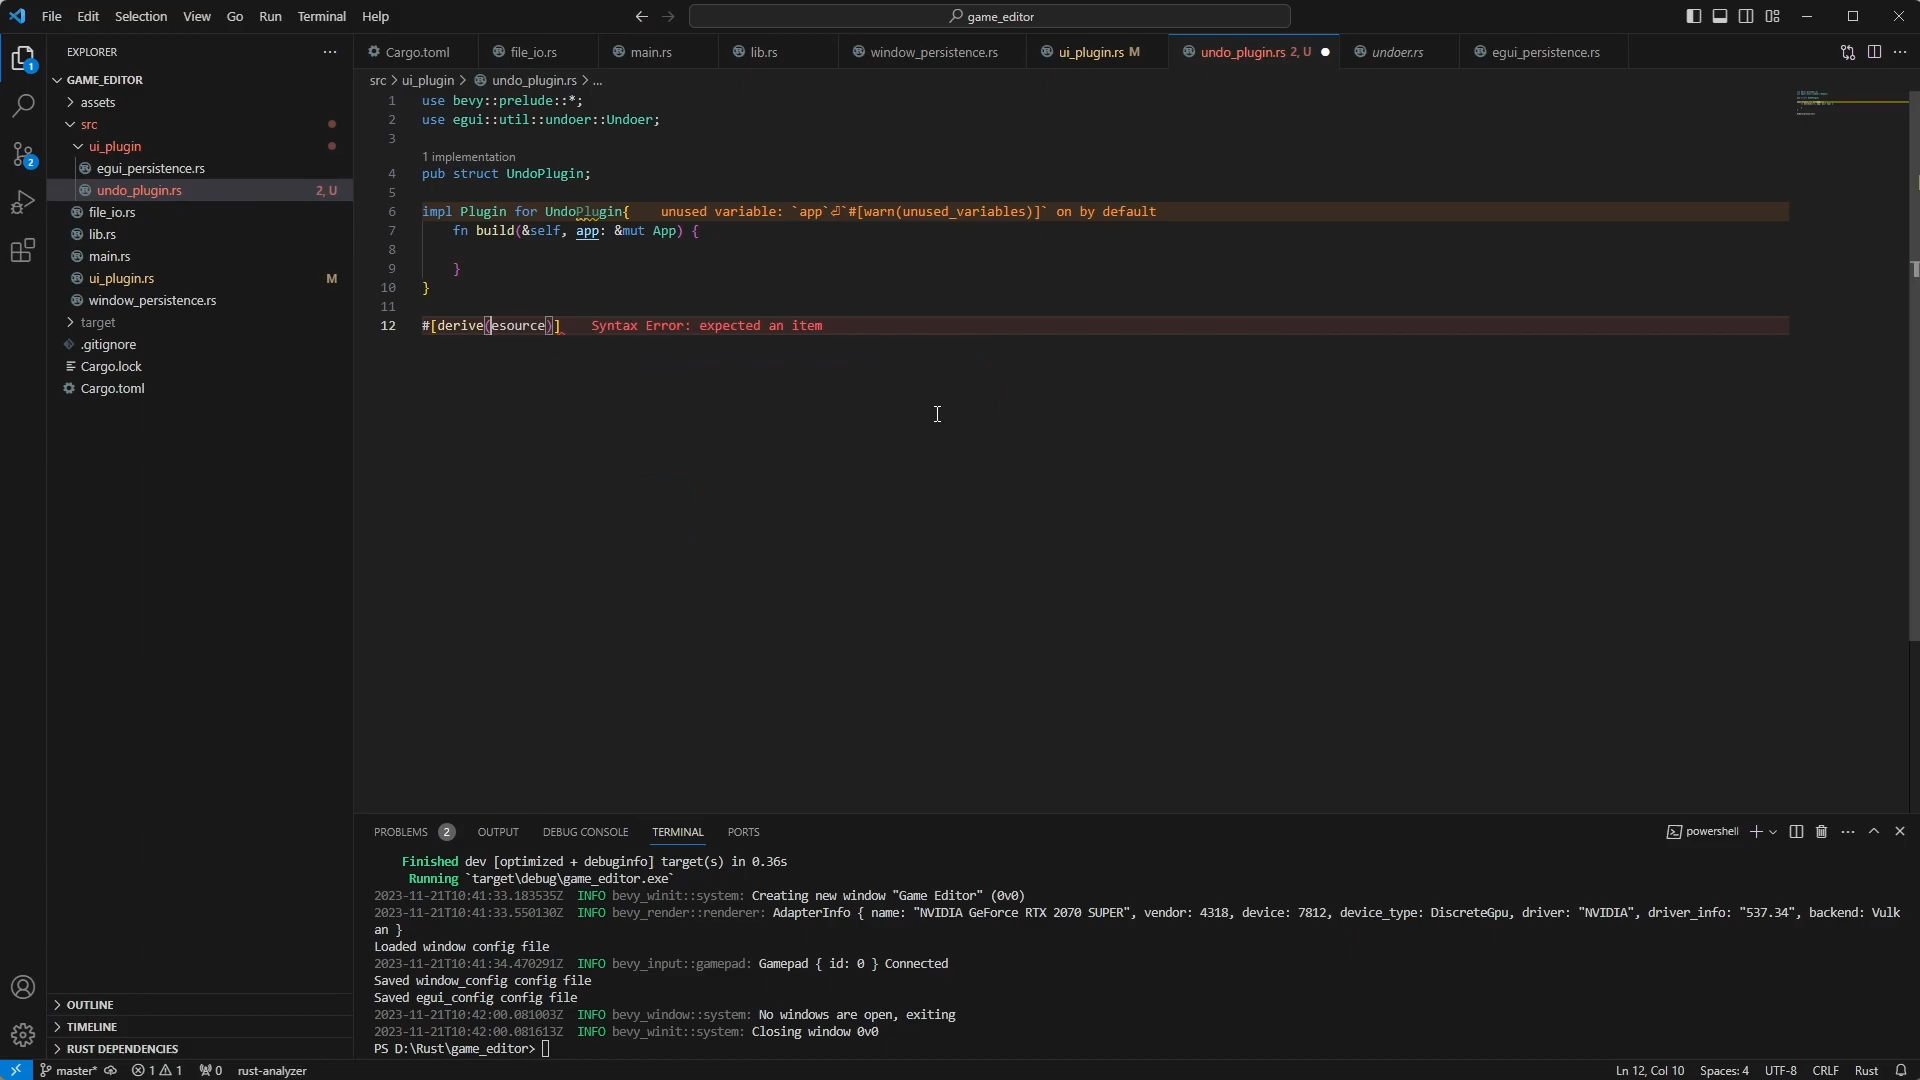 File Edit Selection View Go Run Terminal Help
game_editor
EXPLORER
GAME_EDITOR
assets
src
ui_plugin
egui_persistence.rs
undo_plugin.rs 2, U
file_io.rs
lib.rs
main.rs
ui_plugin.rs M
window_persistence.rs
target
.gitignore
Cargo.lock
Cargo.toml
OUTLINE
TIMELINE
RUST DEPENDENCIES
1
2
Cargo.toml file_io.rs main.rs lib.rs window_persistence.rs ui_plugin.rs M undo_plugin.rs 2, U undoer.rs egui_persistence.rs
src > ui_plugin > undo_plugin.rs > ...
1 use bevy::prelude::*;
2 use egui::util::undoer::Undoer;
3
1 implementation
4 pub struct UndoPlugin;
5
6 impl Plugin for UndoPlugin{ unused variable: `app`⏎`#[warn(unused_variables)]` on by default
7 fn build(&self, app: &mut App) {
8
9 }
10 }
11
12 #[derive(esource)] Syntax Error: expected an item
PROBLEMS 2 OUTPUT DEBUG CONSOLE TERMINAL PORTS
powershell
Finished dev [optimized + debuginfo] target(s) in 0.36s
Running `target\debug\game_editor.exe`
2023-11-21T10:41:33.183535Z INFO bevy_winit::system: Creating new window "Game Editor" (0v0)
2023-11-21T10:41:33.550130Z INFO bevy_render::renderer: AdapterInfo { name: "NVIDIA GeForce RTX 2070 SUPER", vendor: 4318, device: 7812, device_type: DiscreteGpu, driver: "NVIDIA", driver_info: "537.34", backend: Vulk
an }
Loaded window config file
2023-11-21T10:41:34.470291Z INFO bevy_input::gamepad: Gamepad { id: 0 } Connected
Saved window_config config file
Saved egui_config config file
2023-11-21T10:42:00.081003Z INFO bevy_window::system: No windows are open, exiting
2023-11-21T10:42:00.081613Z INFO bevy_winit::system: Closing window 0v0
PS D:\Rust\game_editor>
master* 1 1 0 rust-analyzer
Ln 12, Col 10 Spaces: 4 UTF-8 CRLF Rust